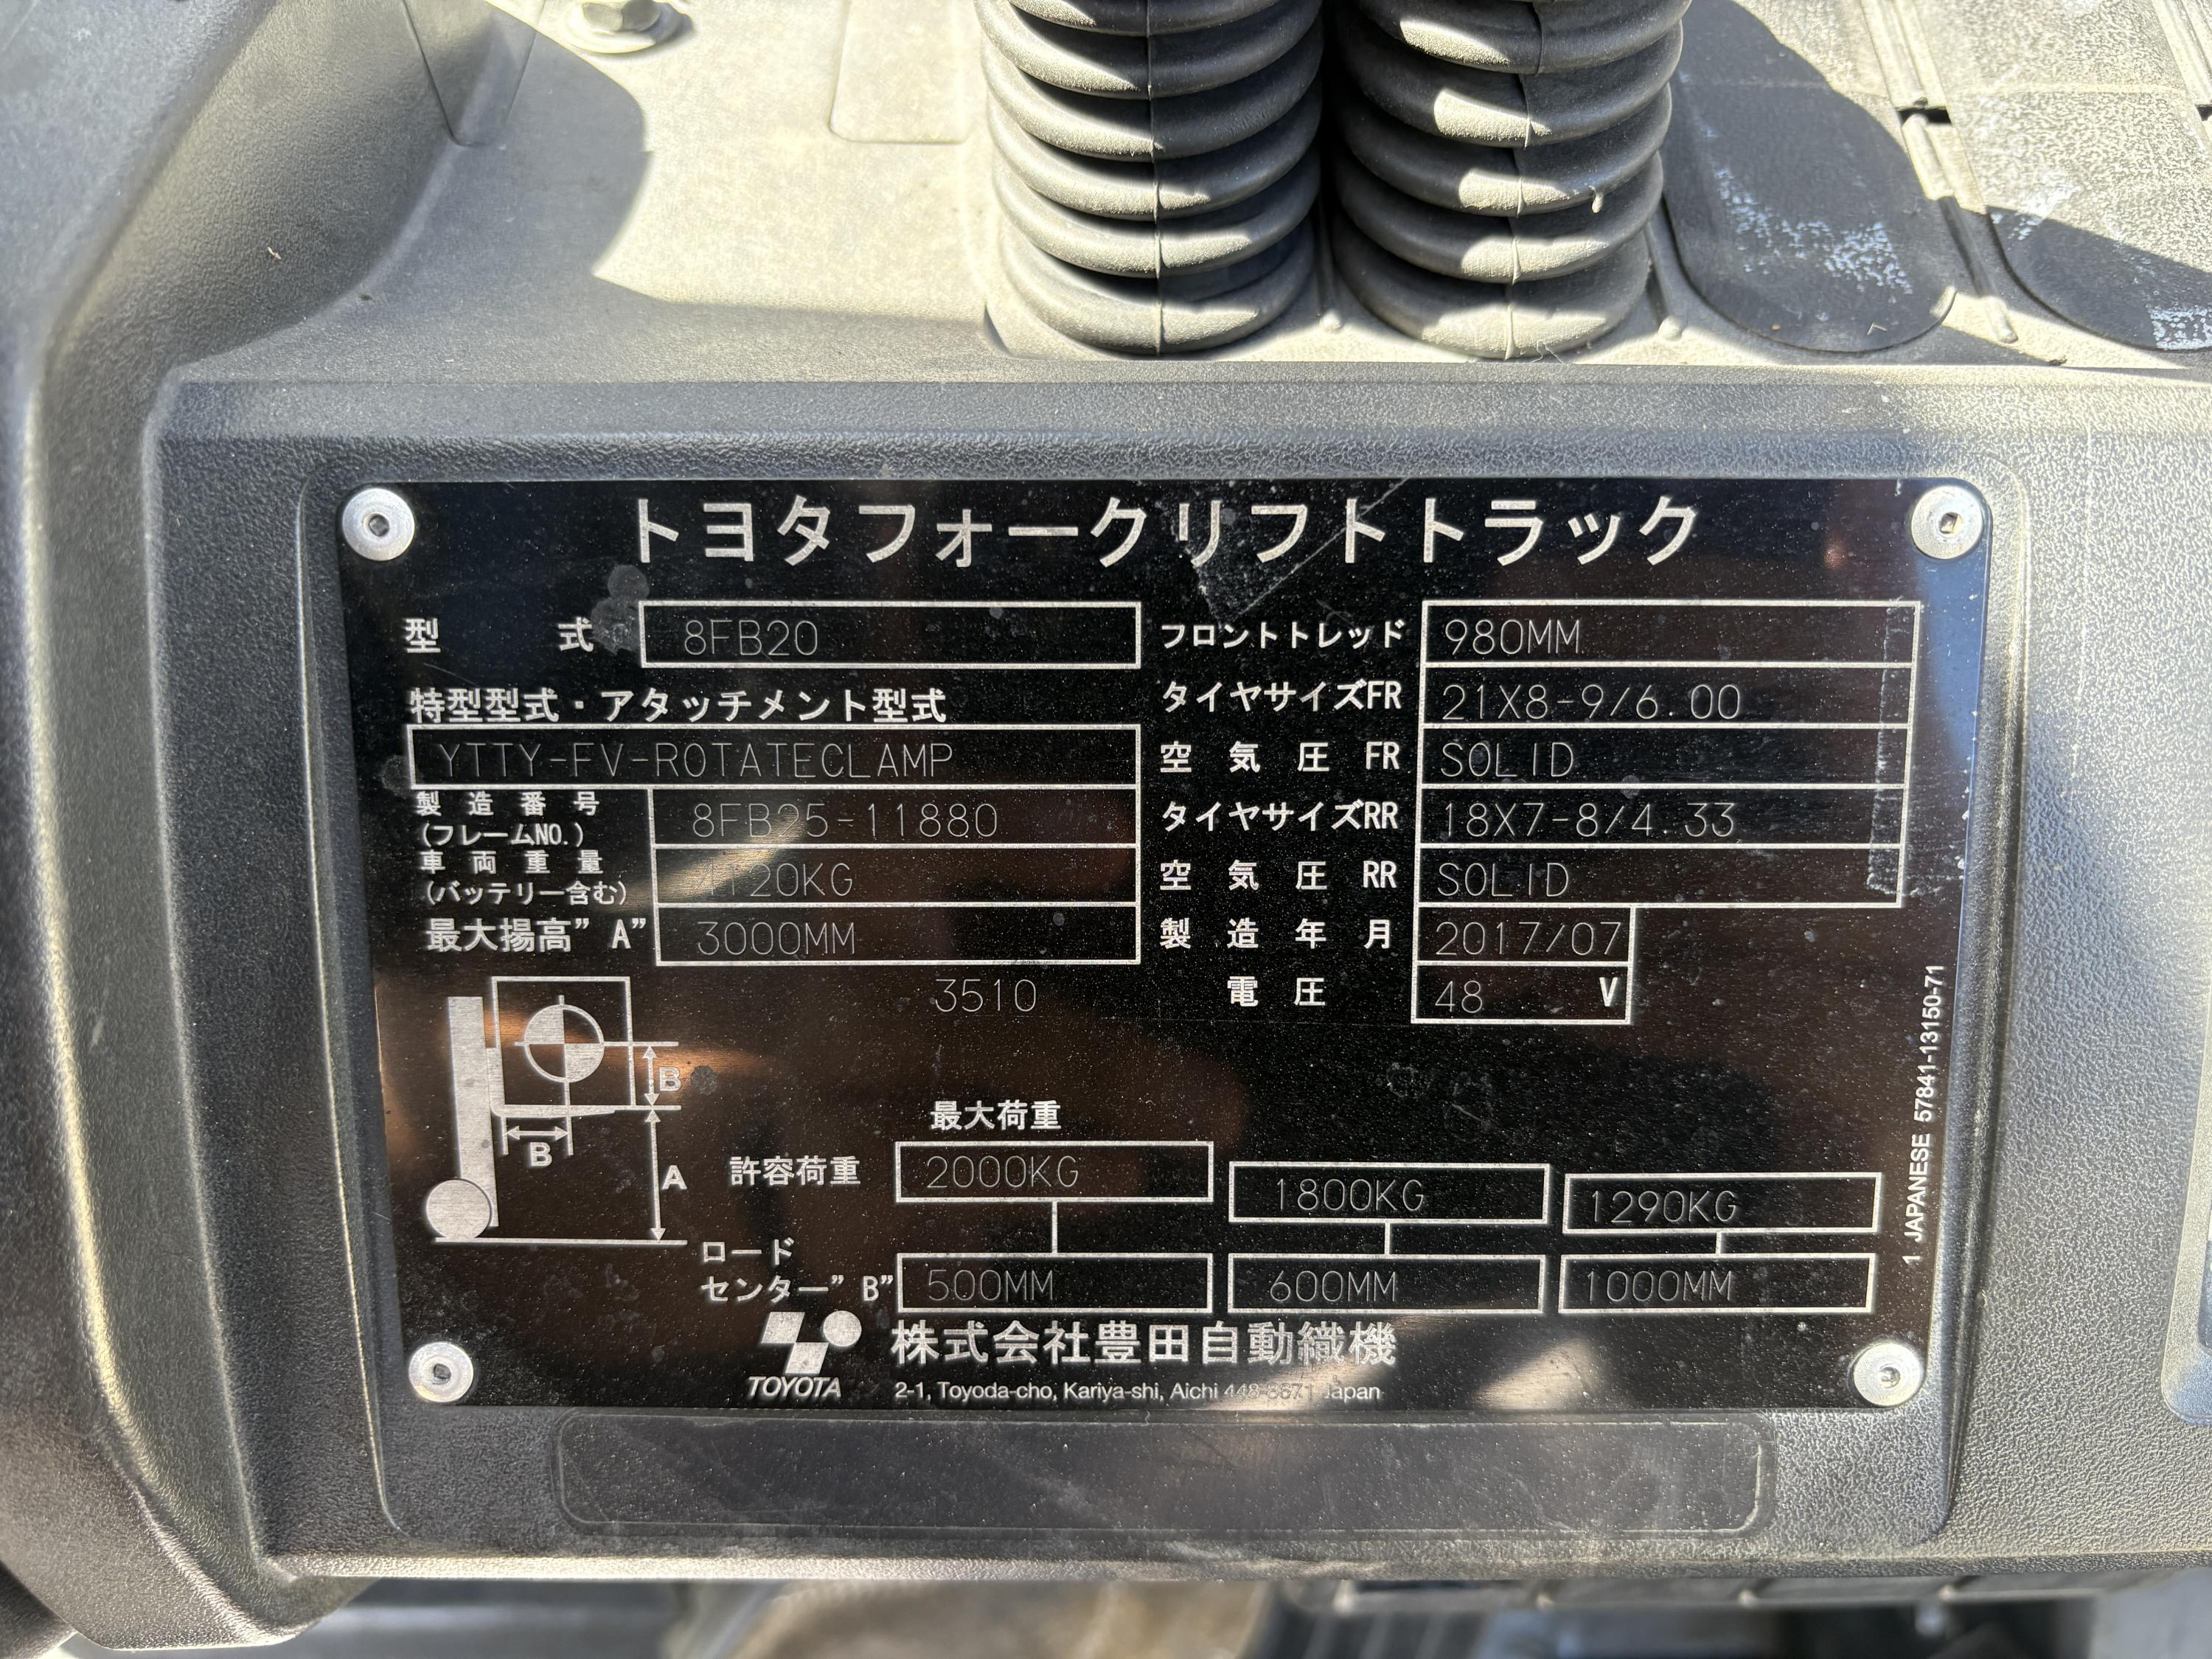 トヨタフォークリフトトラック
型 式 8FB20
特型型式・アタッチメント型式
YTTY-FV-ROTATECLAMP
製造番号 (フレームNO.) 8FB25-11880
車両重量 (バッテリー含む) 4120KG
最大揚高"A" 3000MM
3510
フロントトレッド 980MM
タイヤサイズFR 21X8-9/6.00
空気圧 FR SOLID
タイヤサイズRR 18X7-8/4.33
空気圧 RR SOLID
製造年月 2017/07
電圧 48 V
B
B
A
最大荷重
許容荷重 2000KG 1800KG 1290KG
ロード
センター"B" 500MM 600MM 1000MM
株式会社豊田自動織機
TOYOTA 2-1, Toyoda-cho, Kariya-shi, Aichi 448-8671 Japan
1 JAPANESE 57841-13150-71